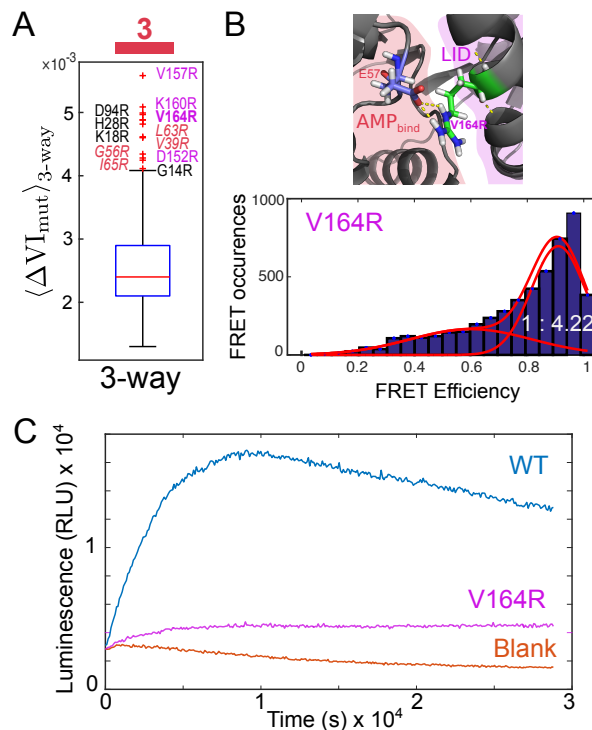 A
3
×10⁻³
5
4
3
2
⟨ΔVI_mut⟩_3-way
V157R
K160R
D94R
V164R
H28R
L63R
K18R
V39R
G56R
D152R
I65R
G14R
3-way
B
LID
E57
AMP_bind
V164R
V164R
1000
500
0
FRET occurences
1 : 4.22
0 0.2 0.4 0.6 0.8 1
FRET Efficiency
C
Luminescence (RLU) x 10⁴
1
0
WT
V164R
Blank
0 1 2 3
Time (s) x 10⁴